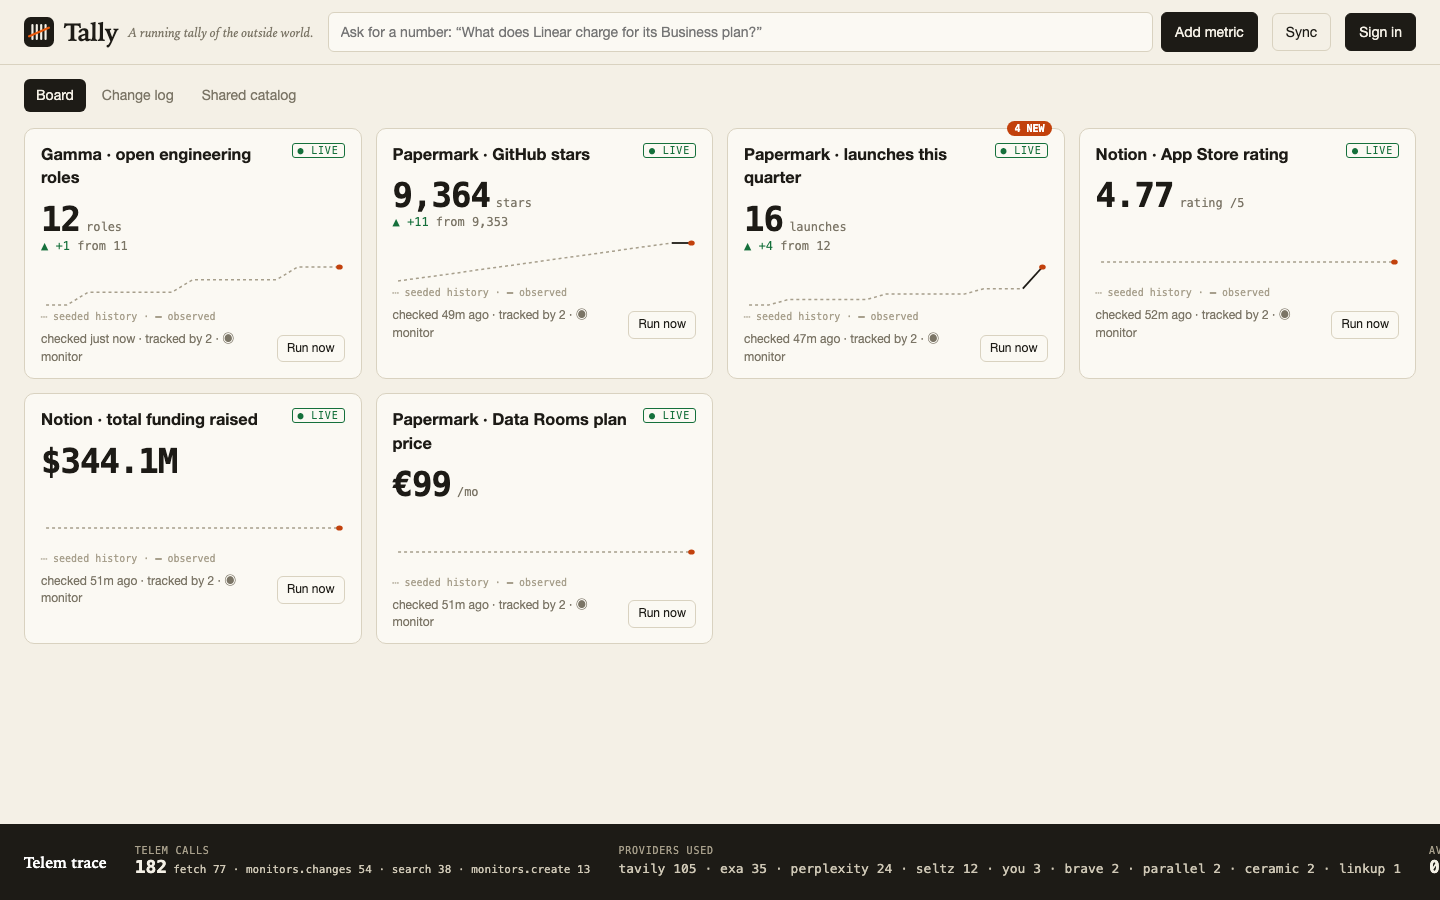 Tally
A running tally of the outside world.
Ask for a number: “What does Linear charge for its Business plan?”
Add metric
Sync
Sign in
Board
Change log
Shared catalog
Gamma · open engineering
roles
● LIVE
12 roles
▲ +1 from 11
┄ seeded history · — observed
checked just now · tracked by 2 · ◉
monitor
Run now
Papermark · GitHub stars
● LIVE
9,364 stars
▲ +11 from 9,353
┄ seeded history · — observed
checked 49m ago · tracked by 2 · ◉
monitor
Run now
4 NEW
Papermark · launches this
quarter
● LIVE
16 launches
▲ +4 from 12
┄ seeded history · — observed
checked 47m ago · tracked by 2 · ◉
monitor
Run now
Notion · App Store rating
● LIVE
4.77 rating /5
┄ seeded history · — observed
checked 52m ago · tracked by 2 · ◉
monitor
Run now
Notion · total funding raised
● LIVE
$344.1M
┄ seeded history · — observed
checked 51m ago · tracked by 2 · ◉
monitor
Run now
Papermark · Data Rooms plan
price
● LIVE
€99 /mo
┄ seeded history · — observed
checked 51m ago · tracked by 2 · ◉
monitor
Run now
Telem trace
TELEM CALLS
182 fetch 77 · monitors.changes 54 · search 38 · monitors.create 13
PROVIDERS USED
tavily 105 · exa 35 · perplexity 24 · seltz 12 · you 3 · brave 2 · parallel 2 · ceramic 2 · linkup 1